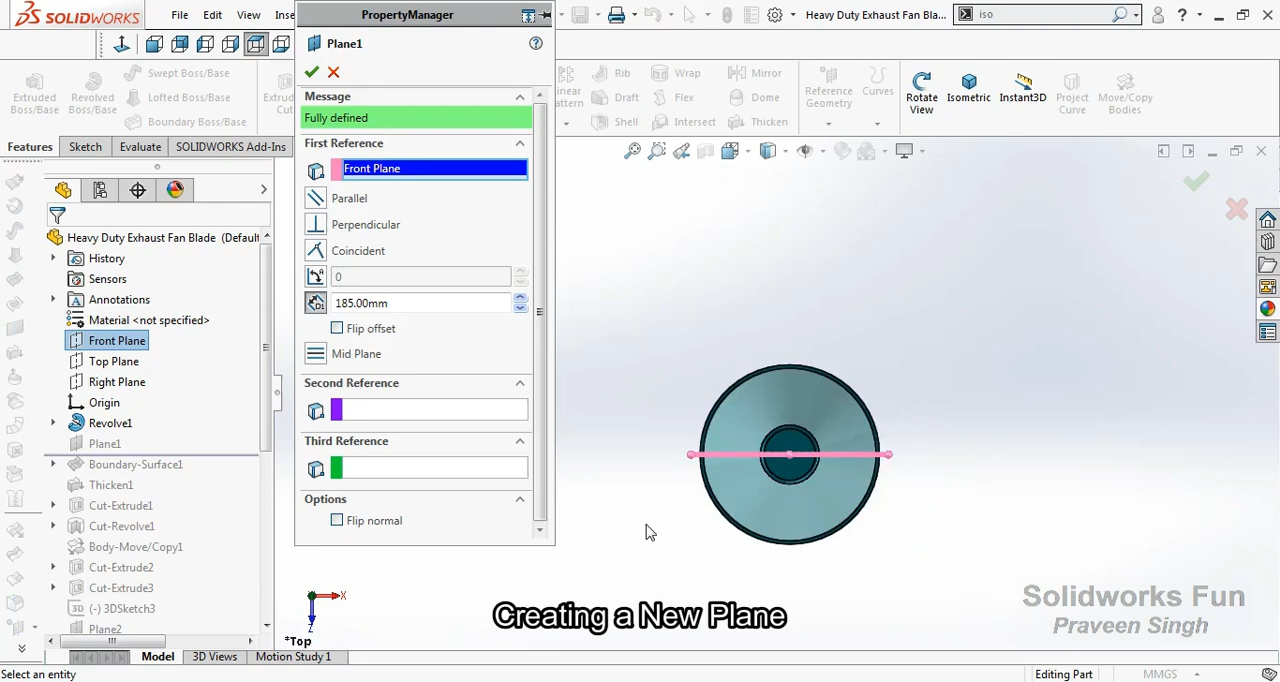 SOLIDWORKS
File
Edit
View
Inse
PropertyManager
Heavy Duty Exhaust Fan Bla...
iso
?
Plane1
Extruded
Boss/Base
Revolved
Boss/Base
Swept Boss/Base
Lofted Boss/Base
Boundary Boss/Base
Extrud
Cut
inear
attern
Rib
Draft
Shell
Wrap
Flex
Intersect
Mirror
Dome
Thicken
Reference
Geometry
Curves
Rotate
View
Isometric
Instant3D
Project
Curve
Move/Copy
Bodies
Features
Sketch
Evaluate
SOLIDWORKS Add-Ins
Message
Fully defined
First Reference
Front Plane
Parallel
Perpendicular
Coincident
0
185.00mm
Flip offset
Mid Plane
Second Reference
Third Reference
Options
Flip normal
Heavy Duty Exhaust Fan Blade (Default
History
Sensors
Annotations
Material <not specified>
Front Plane
Top Plane
Right Plane
Origin
Revolve1
Plane1
Boundary-Surface1
Thicken1
Cut-Extrude1
Cut-Revolve1
Body-Move/Copy1
Cut-Extrude2
Cut-Extrude3
(-) 3DSketch3
Plane2
X
Z
*Top
Creating a New Plane
Solidworks Fun
Praveen Singh
Model
3D Views
Motion Study 1
Select an entity
Editing Part
MMGS